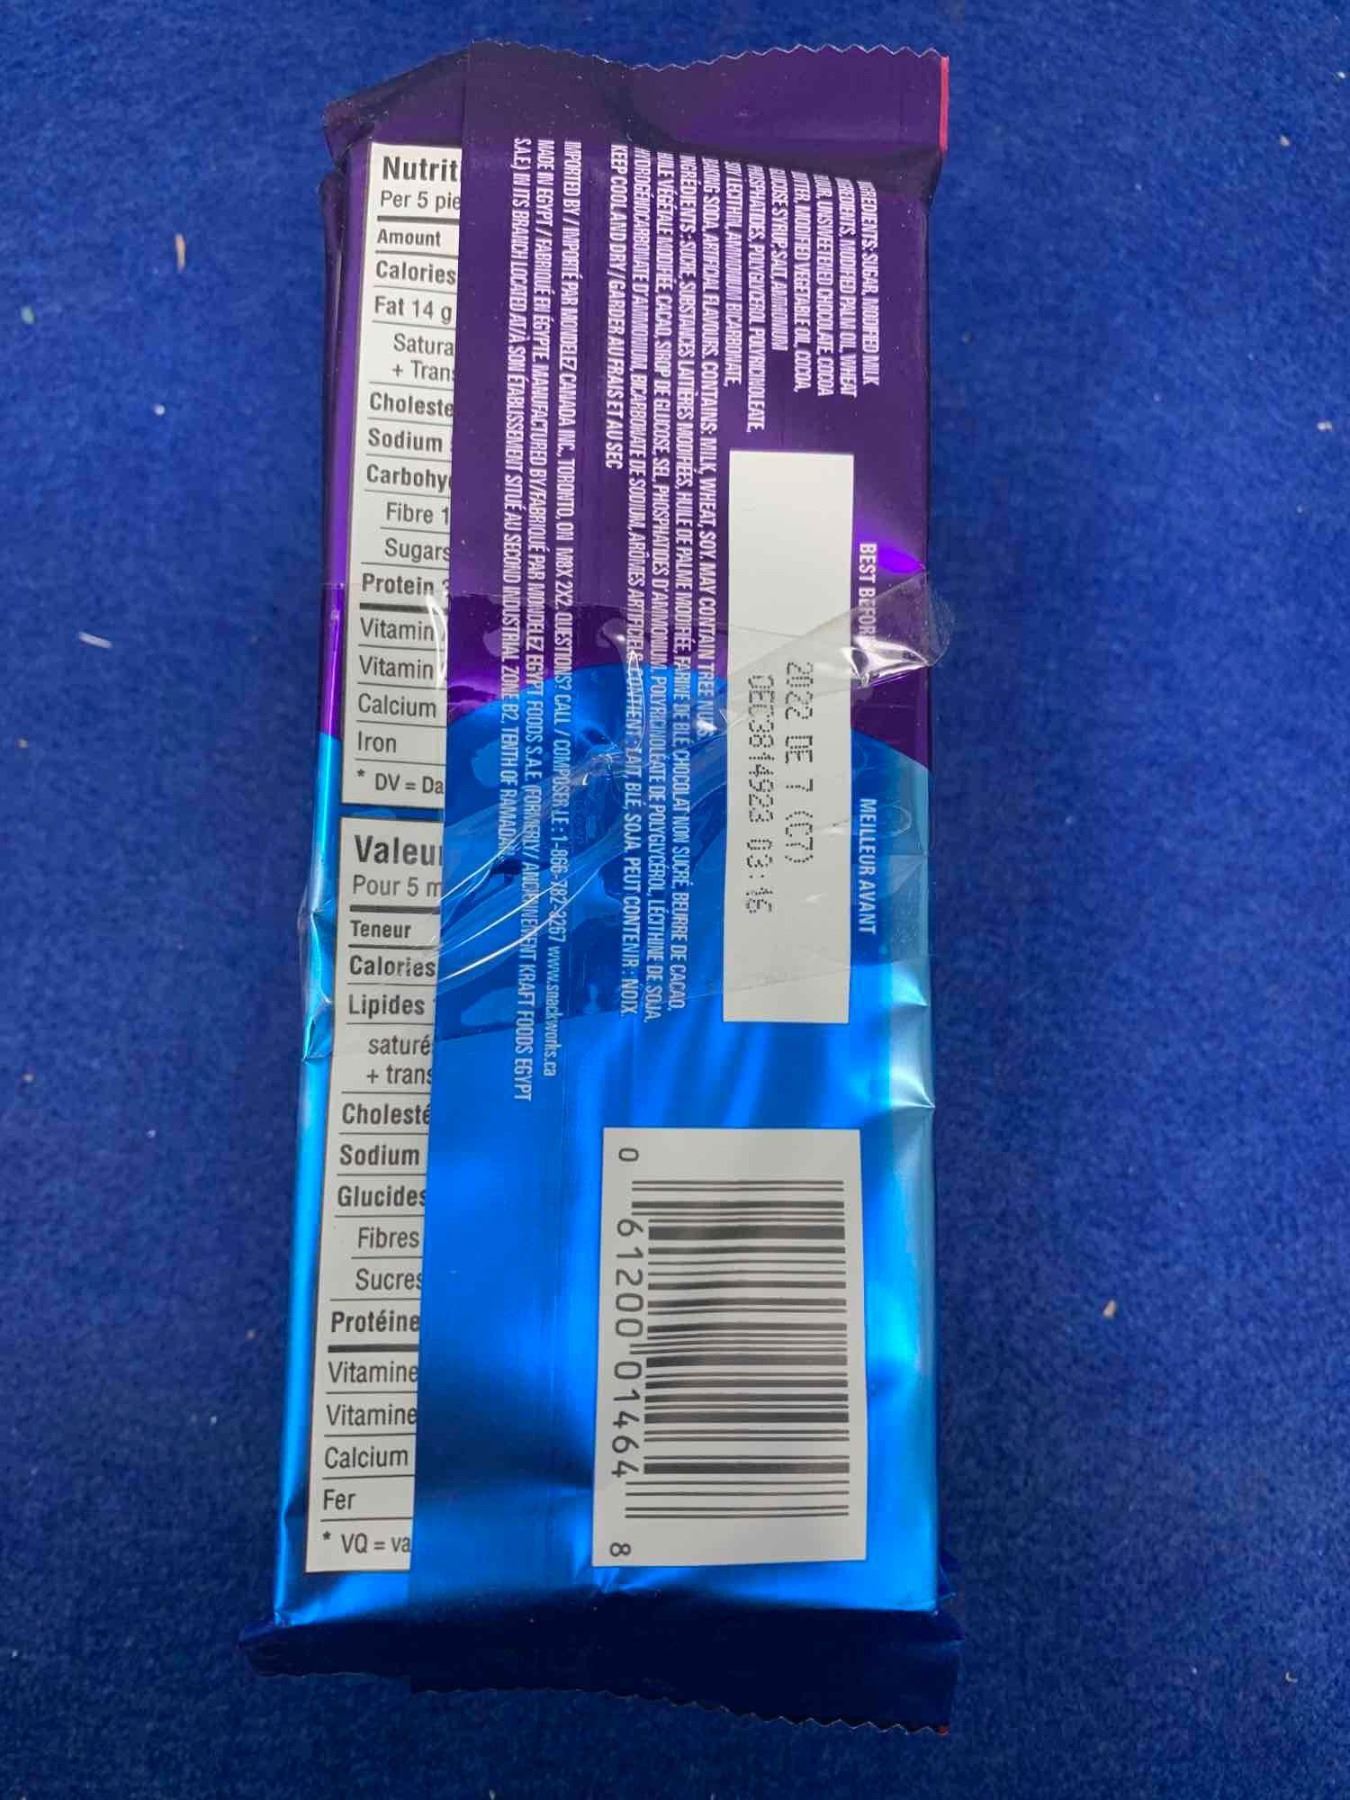 Nutrit
Per 5 pie
Amount
Calories
Fat 14 g
Satura
+ Trans
Choleste
Sodium
Carbohy
Fibre 1
Sugars
Protein 3
Vitamin
Vitamin
Calcium
Iron
* DV = Da
Valeur
Pour 5 m
Teneur
Calories
Lipides
saturé
+ trans
Cholesté
Sodium
Glucides
Fibres
Sucres
Protéine
Vitamine
Vitamine
Calcium
Fer
* VQ = va
INGREDIENTS: SUGAR, MODIFIED MILK
INGREDIENTS, MODIFIED PALM OIL, WHEAT
FLOUR, UNSWEETENED CHOCOLATE, COCOA
BUTTER, MODIFIED VEGETABLE OIL, COCOA,
GLUCOSE SYRUP, SALT, AMMONIUM
PHOSPHATIDES, POLYGLYCEROL POLYRICINOLEATE,
SOY LECITHIN, AMMONIUM BICARBONATE,
BAKING SODA, ARTIFICIAL FLAVOURS. CONTAINS: MILK, WHEAT, SOY. MAY CONTAIN TREE NUTS.
INGRÉDIENTS : SUCRE, SUBSTANCES LAITIÈRES MODIFIÉES, HUILE DE PALME MODIFIÉE, FARINE DE BLÉ, CHOCOLAT NON SUCRÉ, BEURRE DE CACAO,
HUILE VÉGÉTALE MODIFIÉE, CACAO, SIROP DE GLUCOSE, SEL, PHOSPHATIDES D'AMMONIUM, POLYRICINOLÉATE DE POLYGLYCÉROL, LÉCITHINE DE SOJA,
HYDROGÉNOCARBONATE D'AMMONIUM, BICARBONATE DE SODIUM, ARÔMES ARTIFICIELS. CONTIENT : LAIT, BLÉ, SOJA. PEUT CONTENIR : NOIX.
KEEP COOL AND DRY / GARDER AU FRAIS ET AU SEC
IMPORTED BY / IMPORTÉ PAR MONDELEZ CANADA INC., TORONTO, ON M8X 2X2. QUESTIONS? CALL / COMPOSER LE : 1-866-782-3267 www.snackworks.ca
MADE IN EGYPT / FABRIQUÉ EN ÉGYPTE. MANUFACTURED BY/FABRIQUÉ PAR MONDELEZ EGYPT FOODS S.A.E (FORMERLY / ANCIENNEMENT KRAFT FOODS EGYPT
S.A.E) IN ITS BRANCH LOCATED AT/À SON ÉTABLISSEMENT SITUÉ AU SECOND INDUSTRIAL ZONE B2, TENTH OF RAMADAN.
BEST BEFORE
MEILLEUR AVANT
2022 DE 7 (C7)
OEC3814923 03:16
0 61200 01464 8